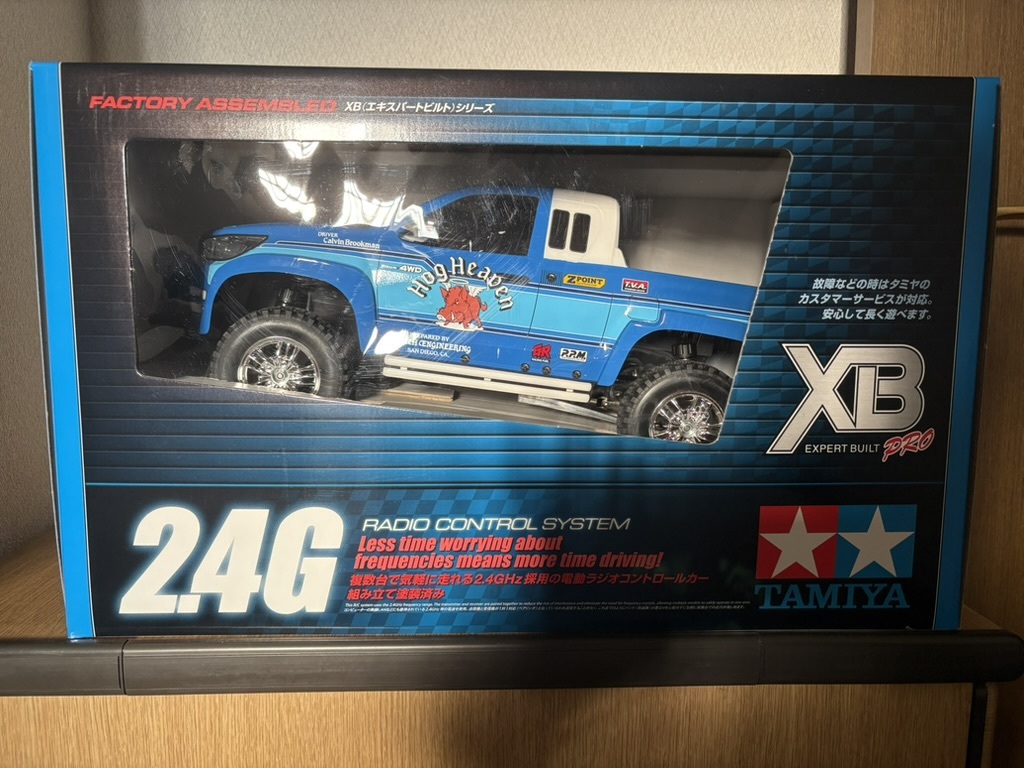 FACTORY ASSEMBLED XB(エキスパートビルト)シリーズ
DRIVER
Calvin Brookman
4WD
Hog Heaven
Z POINT
T.V.A.
PREPARED BY
ENGINEERING
SAN DIEGO, CA.
P.R.M.
故障などの時はタミヤの
カスタマーサービスが対応。
安心して長く遊べます。
XB
EXPERT BUILT PRO
2.4G
RADIO CONTROL SYSTEM
Less time worrying about
frequencies means more time driving!
複数台で気軽に走れる2.4GHz採用の電動ラジオコントロールカー
組み立て塗装済み
TAMIYA